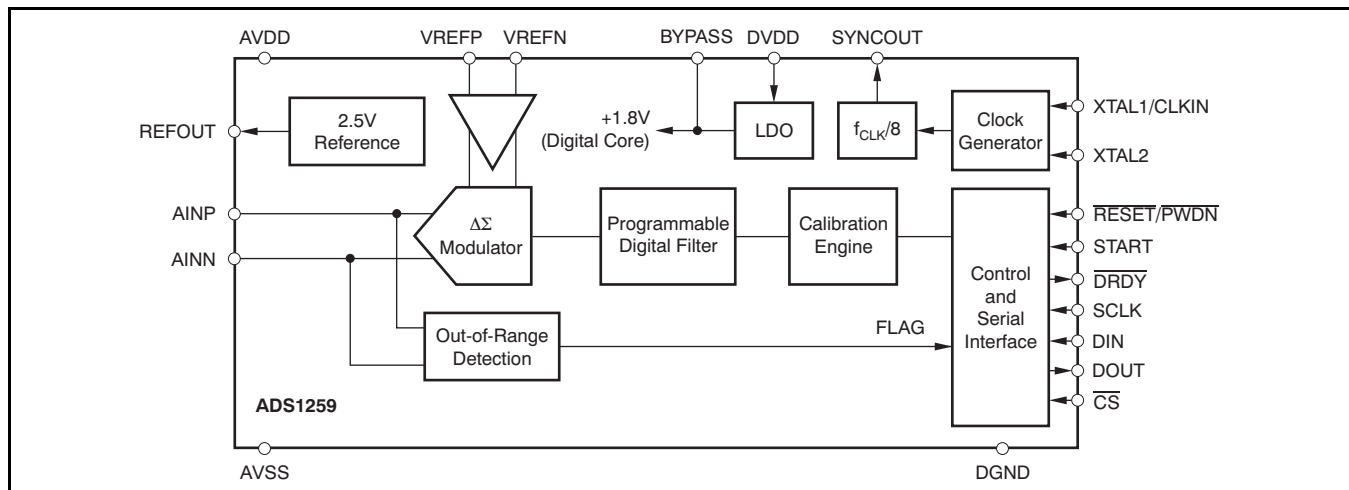 AVDD
VREFP
VREFN
BYPASS
DVDD
SYNCOUT
REFOUT
2.5V
Reference
+1.8V
(Digital Core)
LDO
fCLK/8
Clock
Generator
XTAL1/CLKIN
XTAL2
AINP
AINN
ΔΣ
Modulator
Programmable
Digital Filter
Calibration
Engine
Control
and
Serial
Interface
RESET/PWDN
START
DRDY
SCLK
DIN
DOUT
CS
Out-of-Range
Detection
FLAG
ADS1259
AVSS
DGND